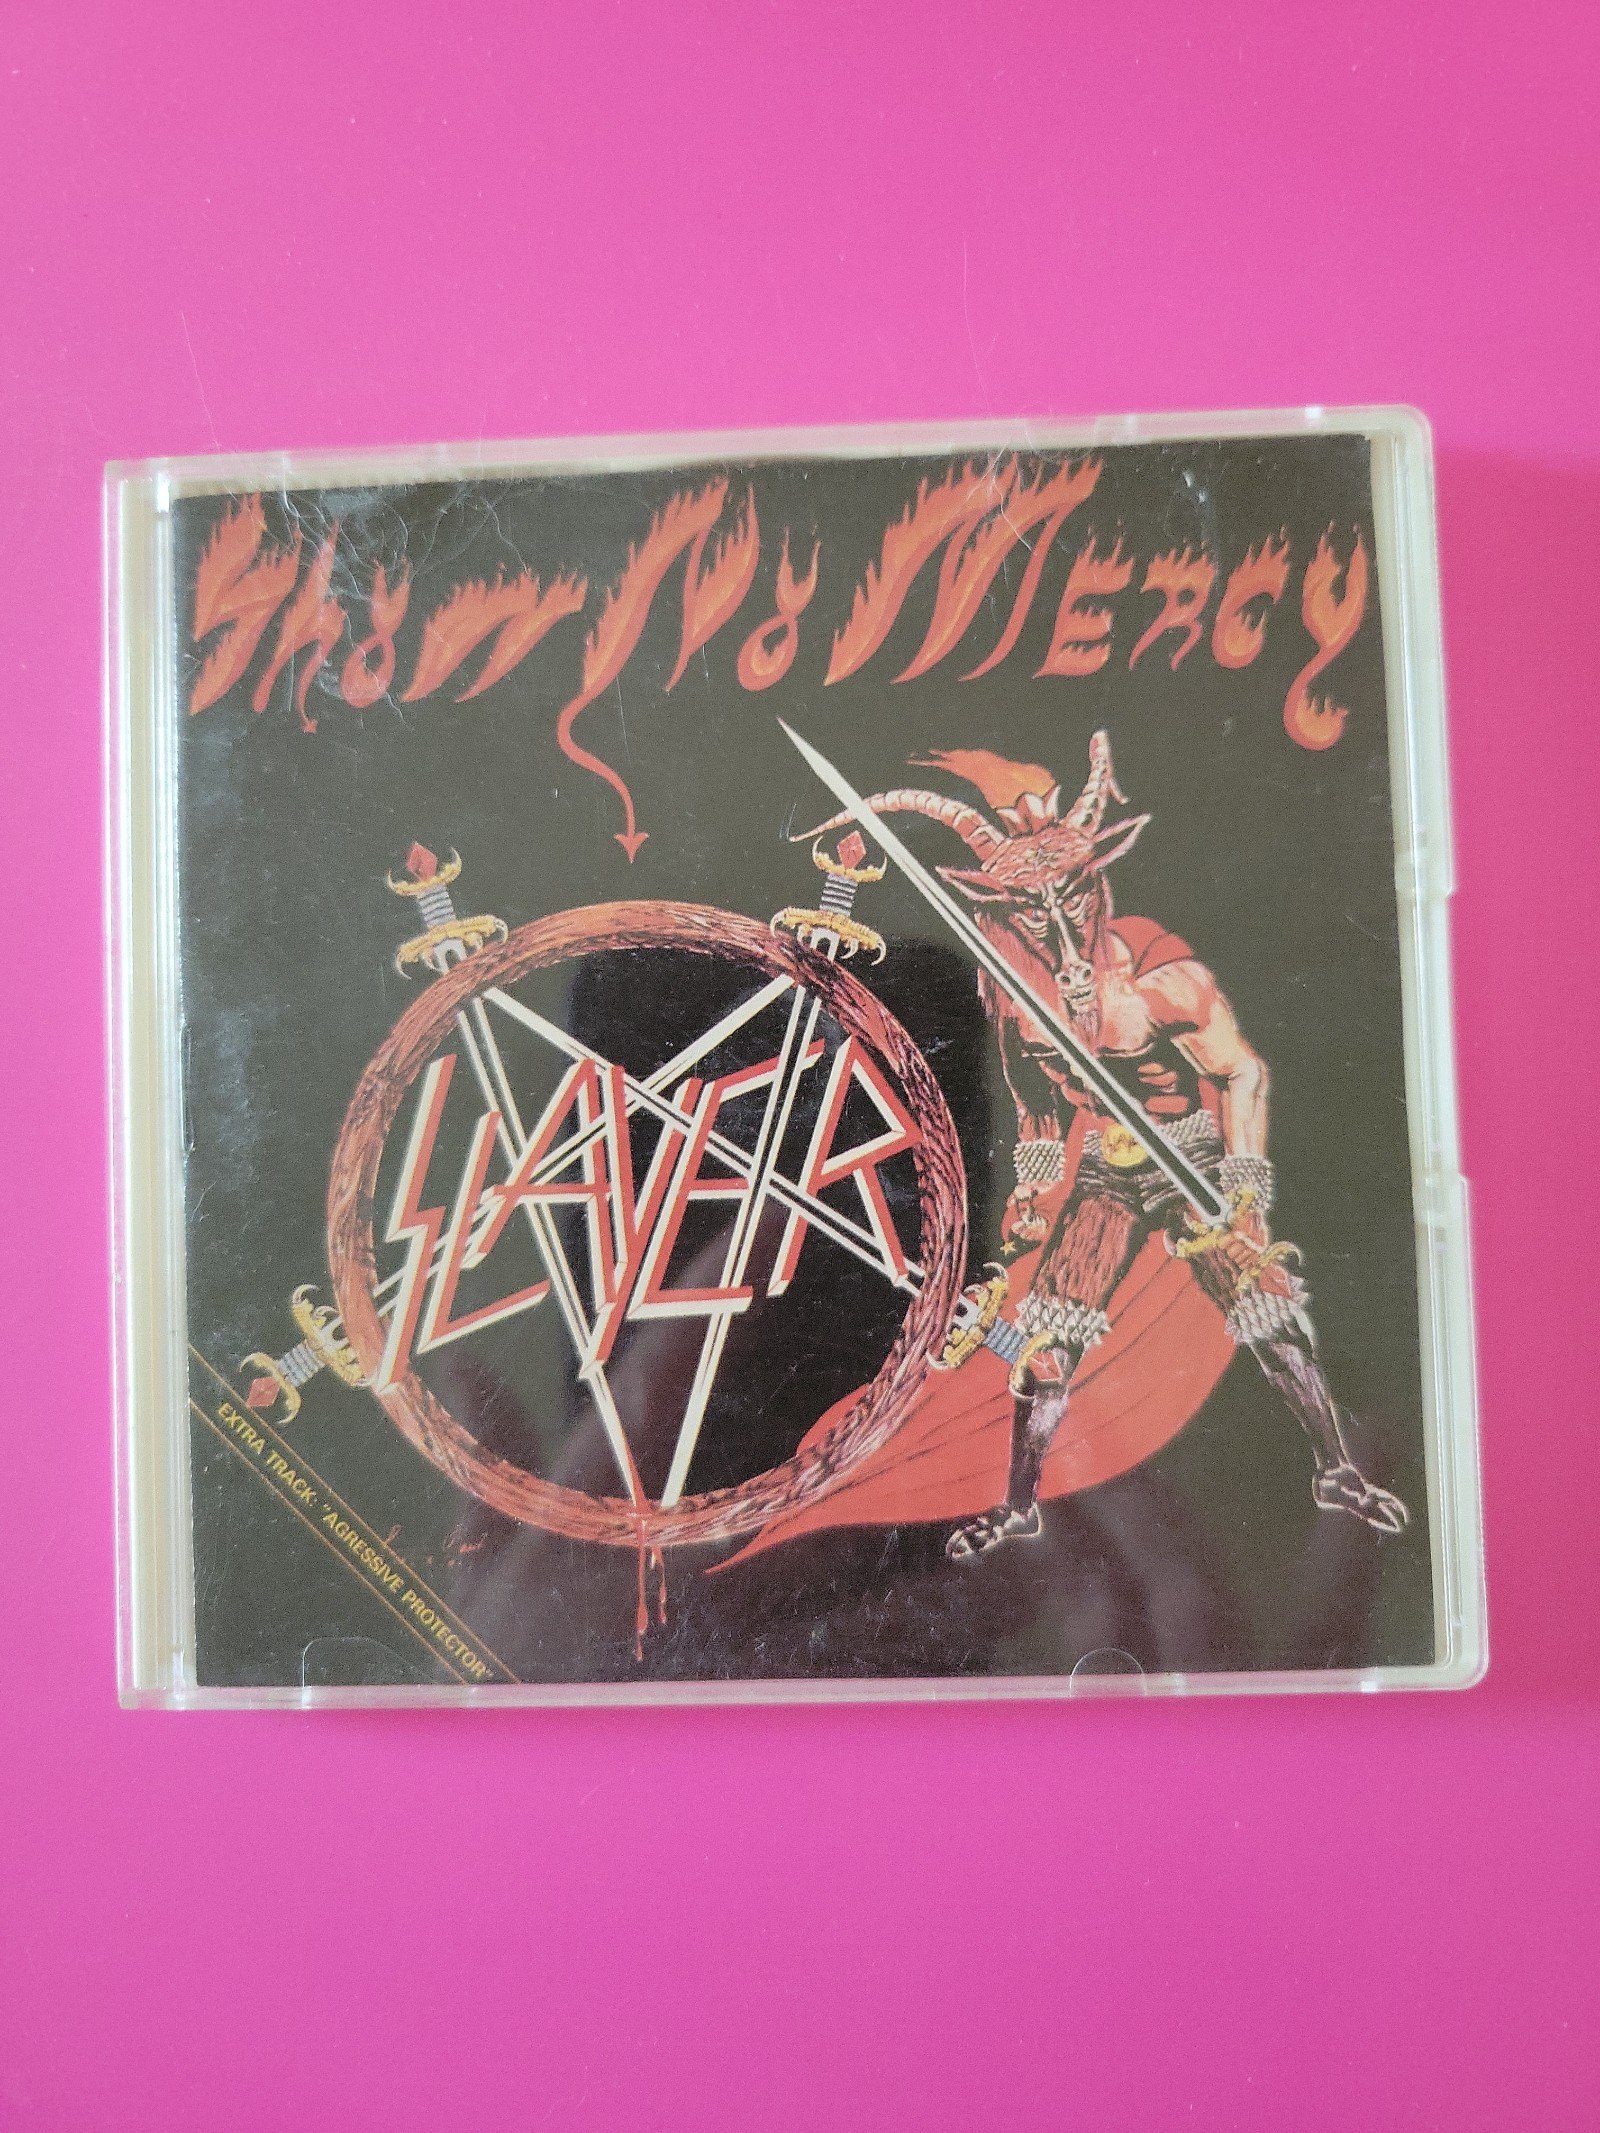 Show No Mercy
SLAYER
EXTRA TRACK: "AGRESSIVE PROTECTOR"